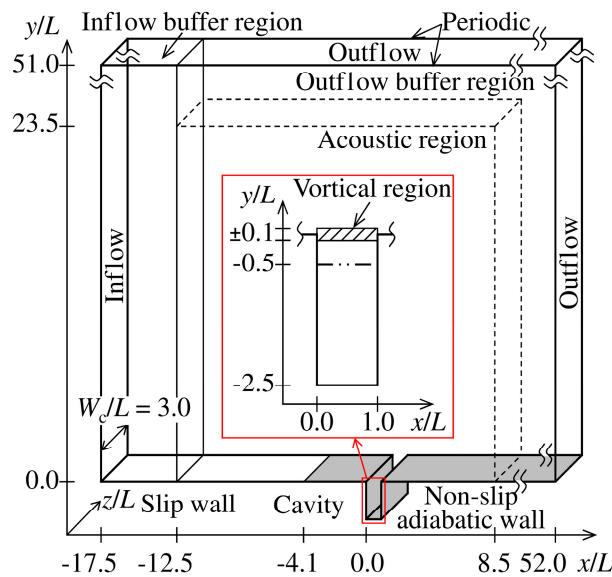 y/L
Inflow buffer region
Periodic
51.0
Outflow
Outflow buffer region
23.5
Acoustic region
y/L
Vortical region
±0.1
-0.5
Inflow
Outflow
-2.5
0.0 1.0 x/L
Wc/L = 3.0
0.0
z/L Slip wall Cavity Non-slip
adiabatic wall
-17.5 -12.5 -4.1 0.0 8.5 52.0 x/L